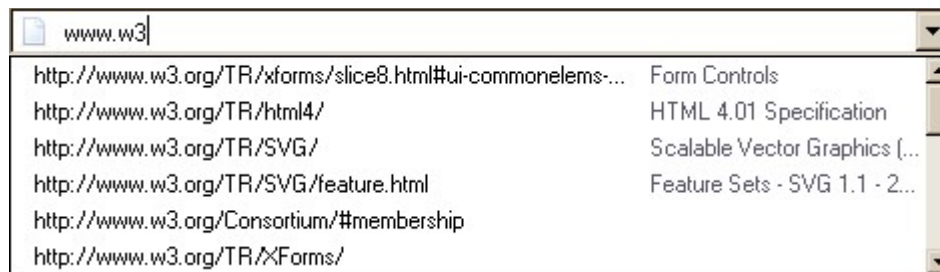 www.w3
http://www.w3.org/TR/xforms/slice8.html#ui-commonelems-... Form Controls
http://www.w3.org/TR/html4/ HTML 4.01 Specification
http://www.w3.org/TR/SVG/ Scalable Vector Graphics (...
http://www.w3.org/TR/SVG/feature.html Feature Sets - SVG 1.1 - 2...
http://www.w3.org/Consortium/#membership
http://www.w3.org/TR/XForms/